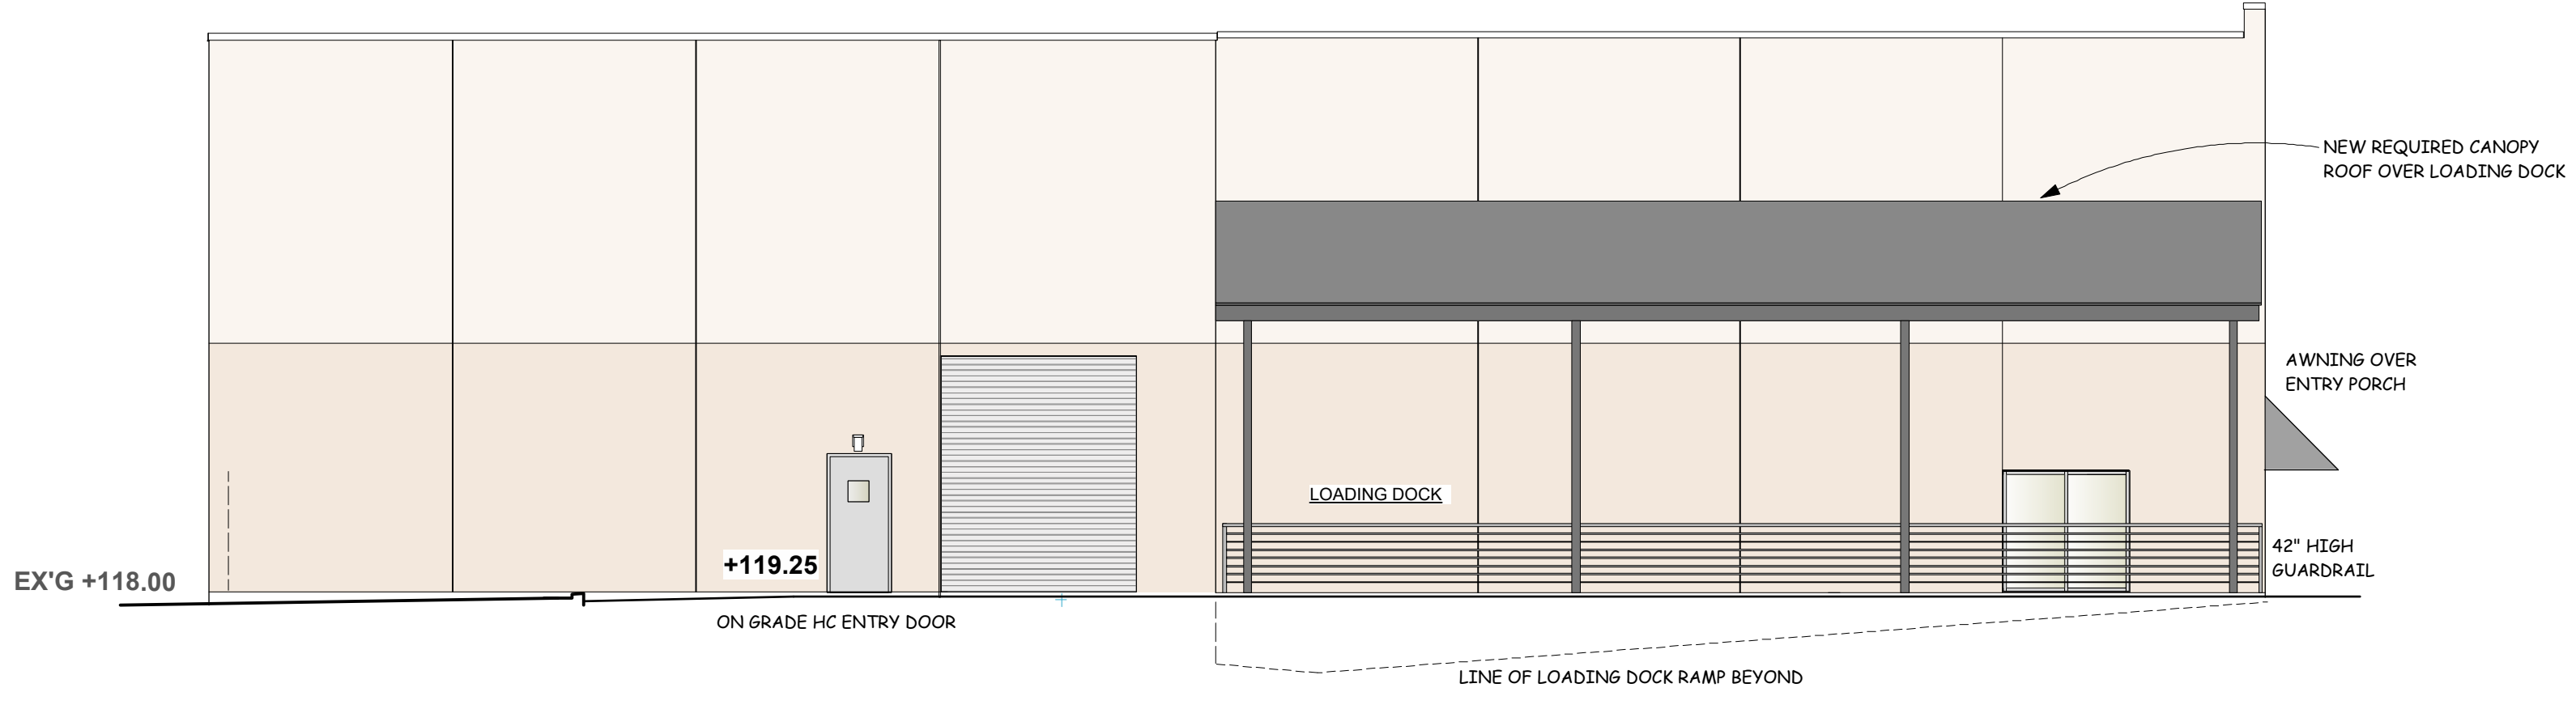 NEW REQUIRED CANOPY
ROOF OVER LOADING DOCK
AWNING OVER
ENTRY PORCH
LOADING DOCK
42" HIGH
GUARDRAIL
+119.25
EX'G +118.00
ON GRADE HC ENTRY DOOR
LINE OF LOADING DOCK RAMP BEYOND